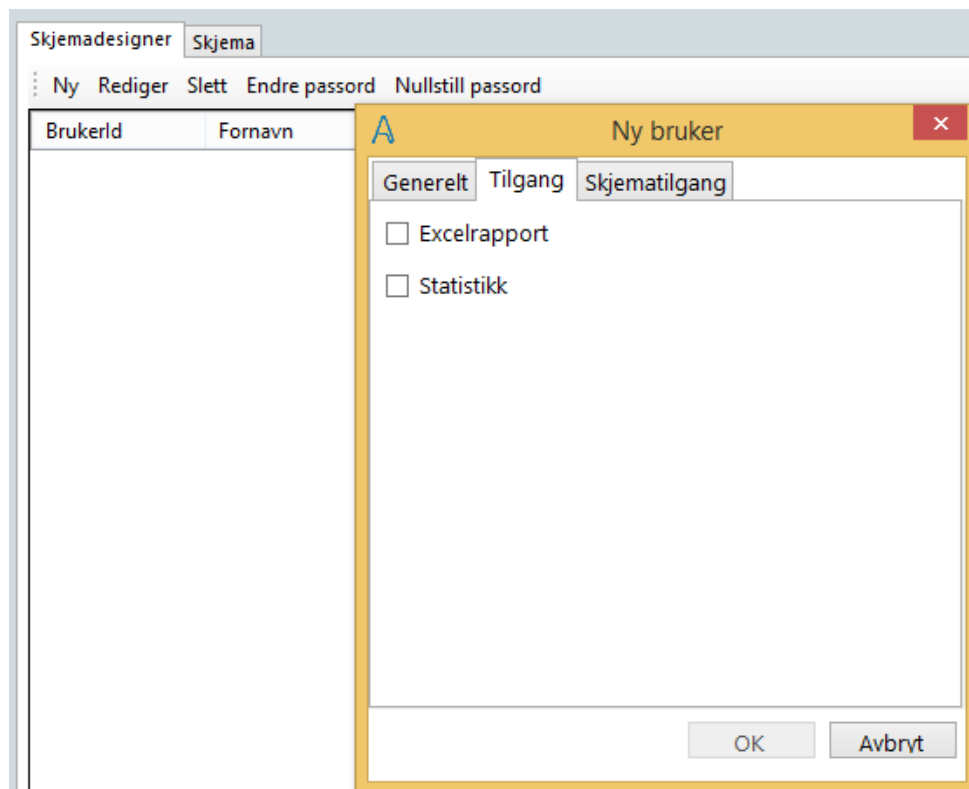 Skjemadesigner Skjema
Ny Rediger Slett Endre passord Nullstill passord
BrukerId Fornavn
Ny bruker
Generelt Tilgang Skjematilgang
Excelrapport
Statistikk
OK Avbryt